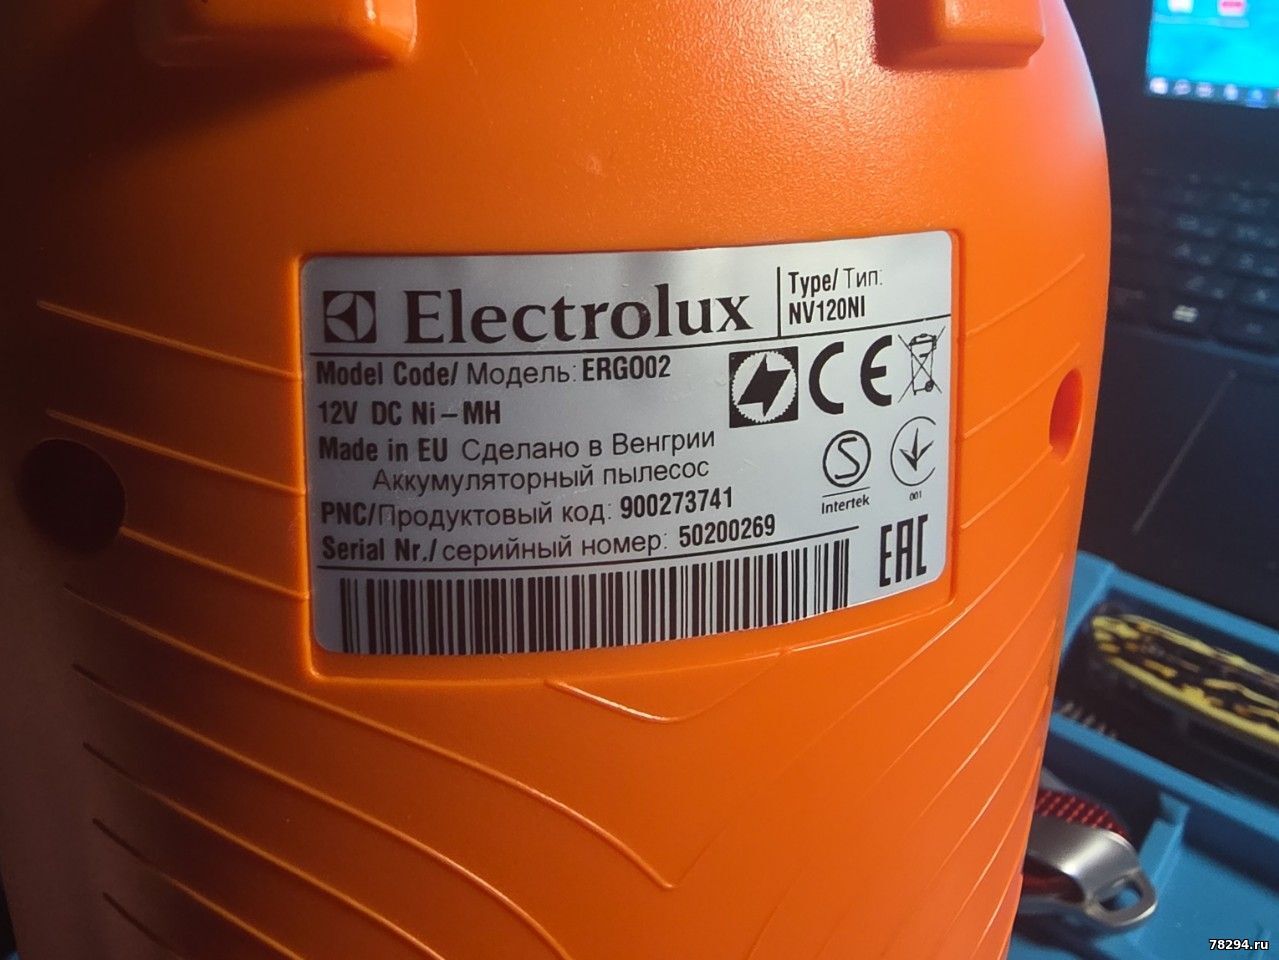 Electrolux
Type/ Тип:
NV120NI
Model Code/ Модель: ERGO02
12V DC Ni-MH
Made in EU Сделано в Венгрии
Аккумуляторный пылесос
PNC/Продуктовый код: 900273741
Serial Nr./серийный номер: 50200269
CE
S
Intertek
001
EAC
78294.ru